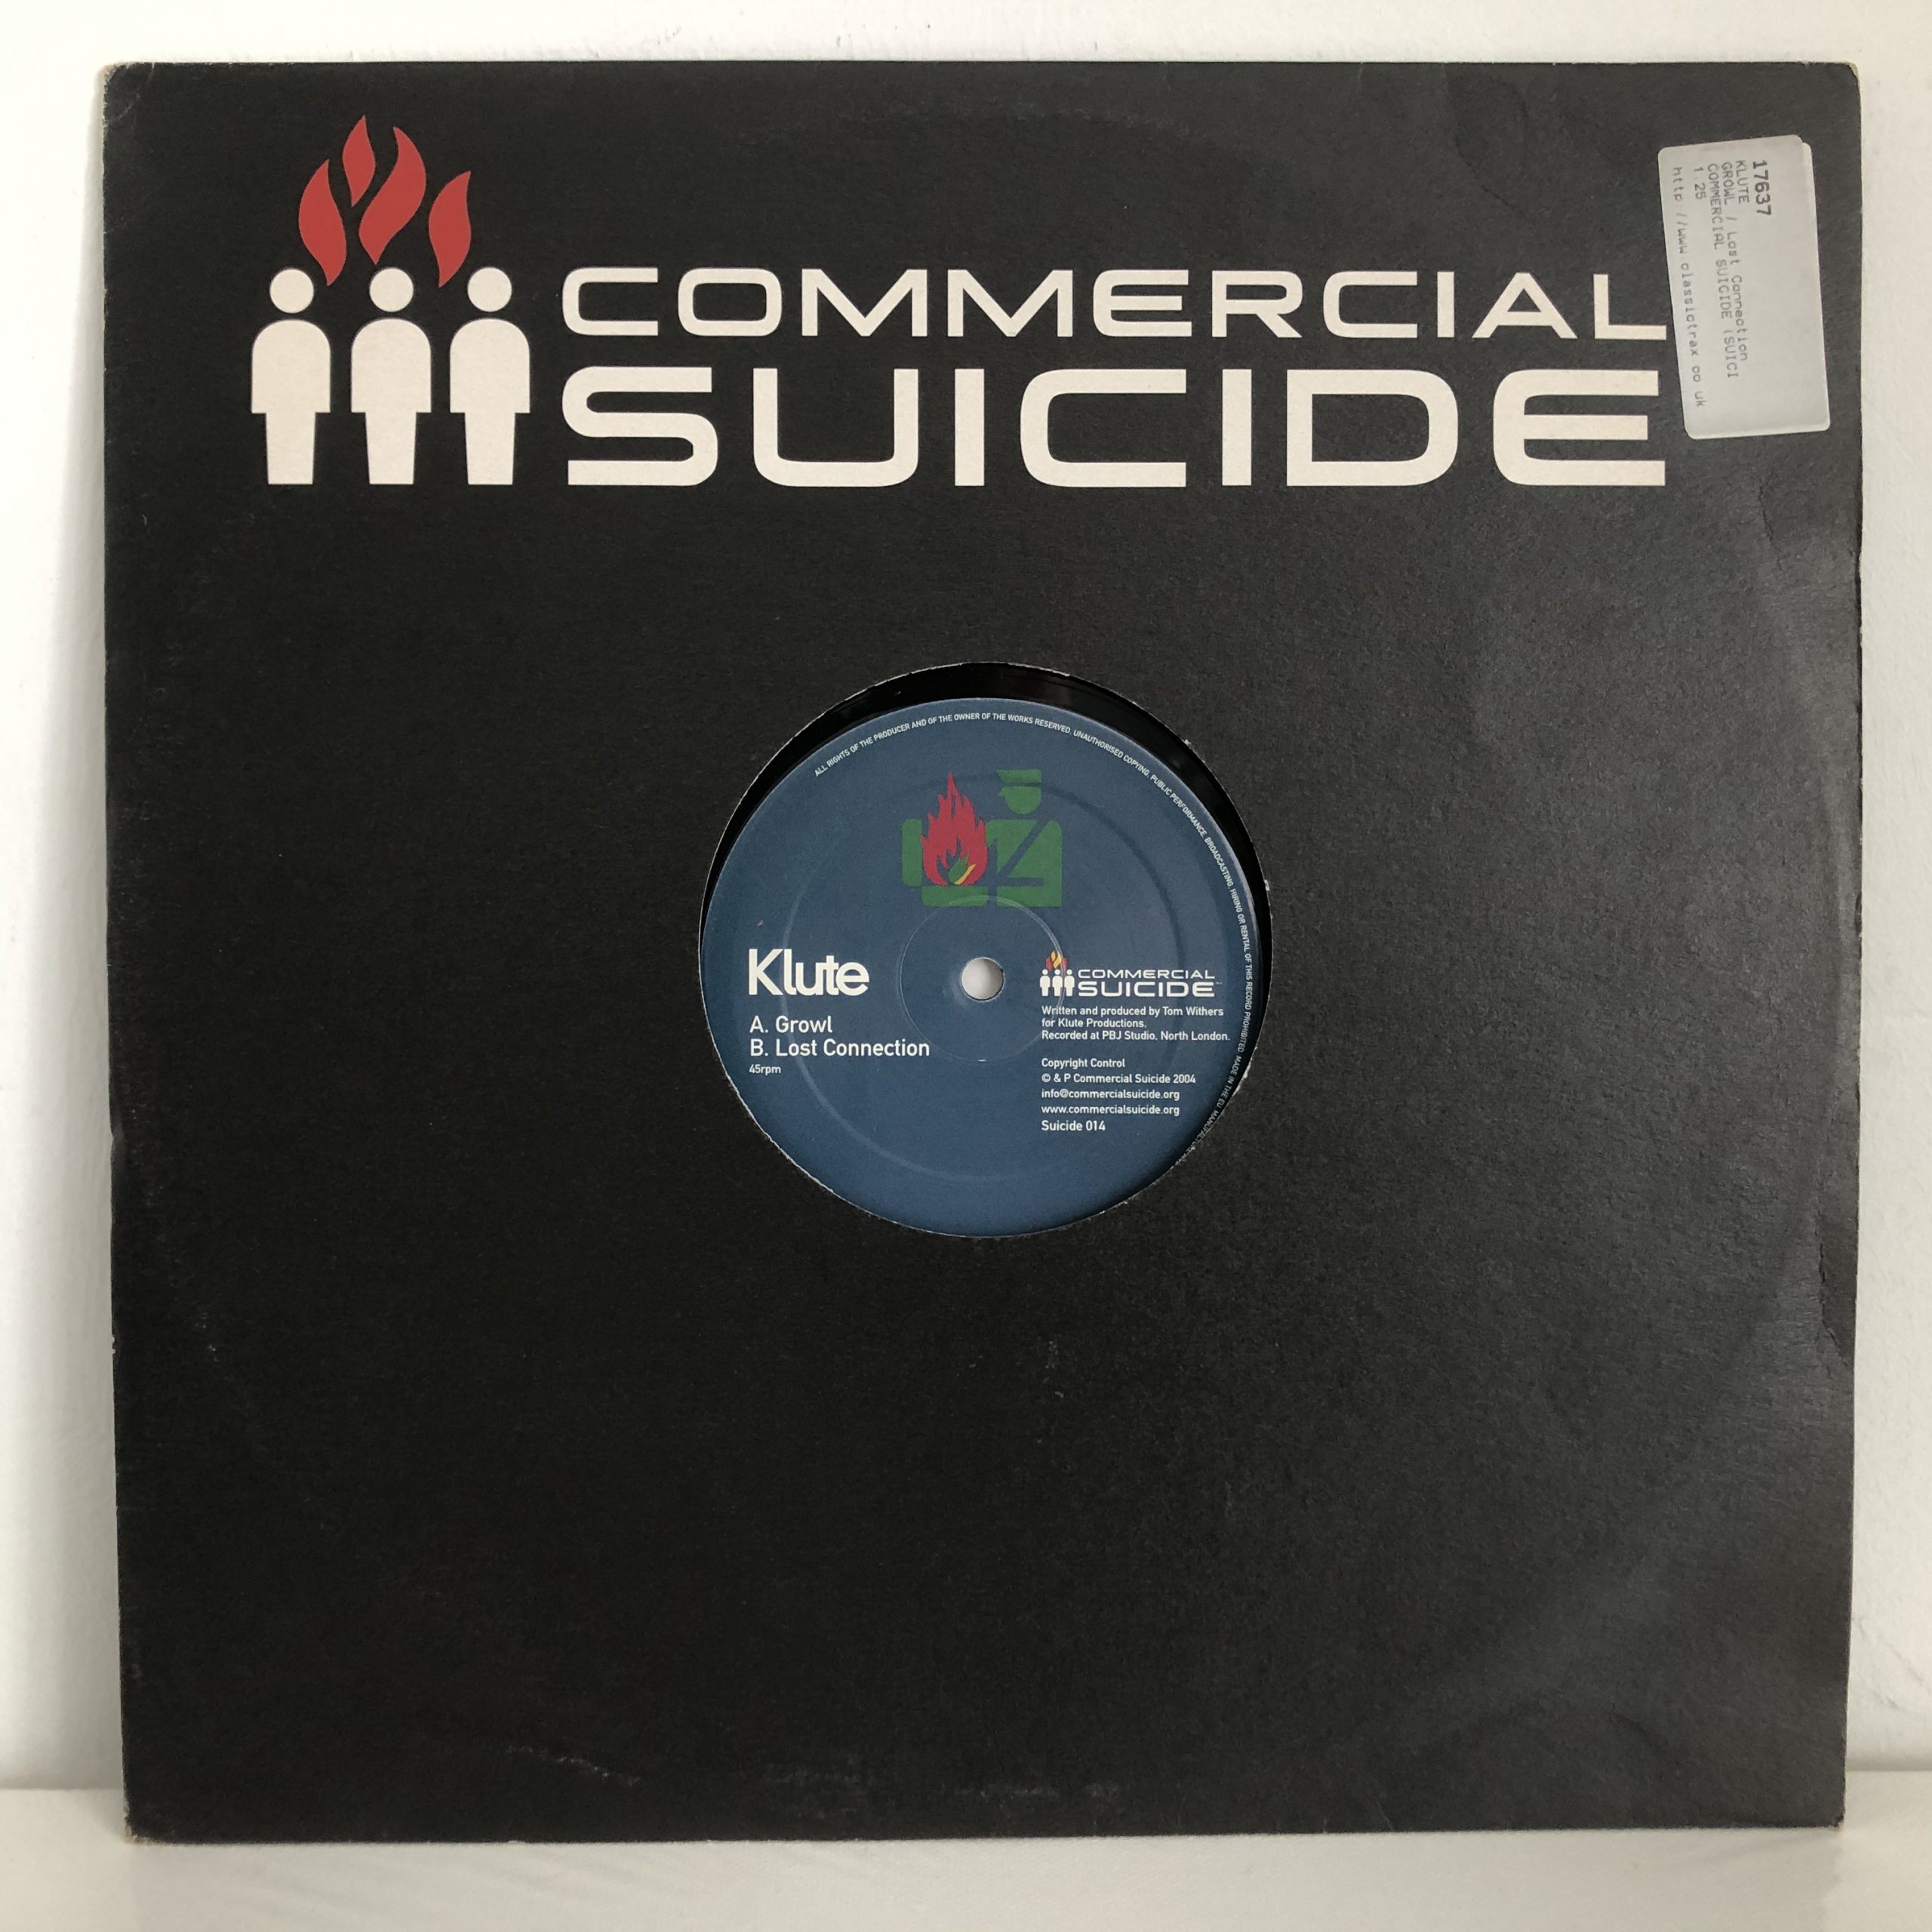 COMMERCIAL
SUICIDE
17637
KLUTE
GROWL / Lost Connection
COMMERCIAL SUICIDE (SUICI
1.25
http://www.classictrax.co.uk
ALL RIGHTS OF THE PRODUCER AND OF THE OWNER OF THE WORKS RESERVED. UNAUTHORISED COPYING, PUBLIC PERFORMANCE, BROADCASTING, HIRING OR RENTAL OF THIS RECORD PROHIBITED. MADE IN THE EU.
Klute
A. Growl
B. Lost Connection
45rpm
COMMERCIAL
SUICIDE
Written and produced by Tom Withers
for Klute Productions.
Recorded at PBJ Studio. North London.
Copyright Control
© & P Commercial Suicide 2004
info@commercialsuicide.org
www.commercialsuicide.org
Suicide 014